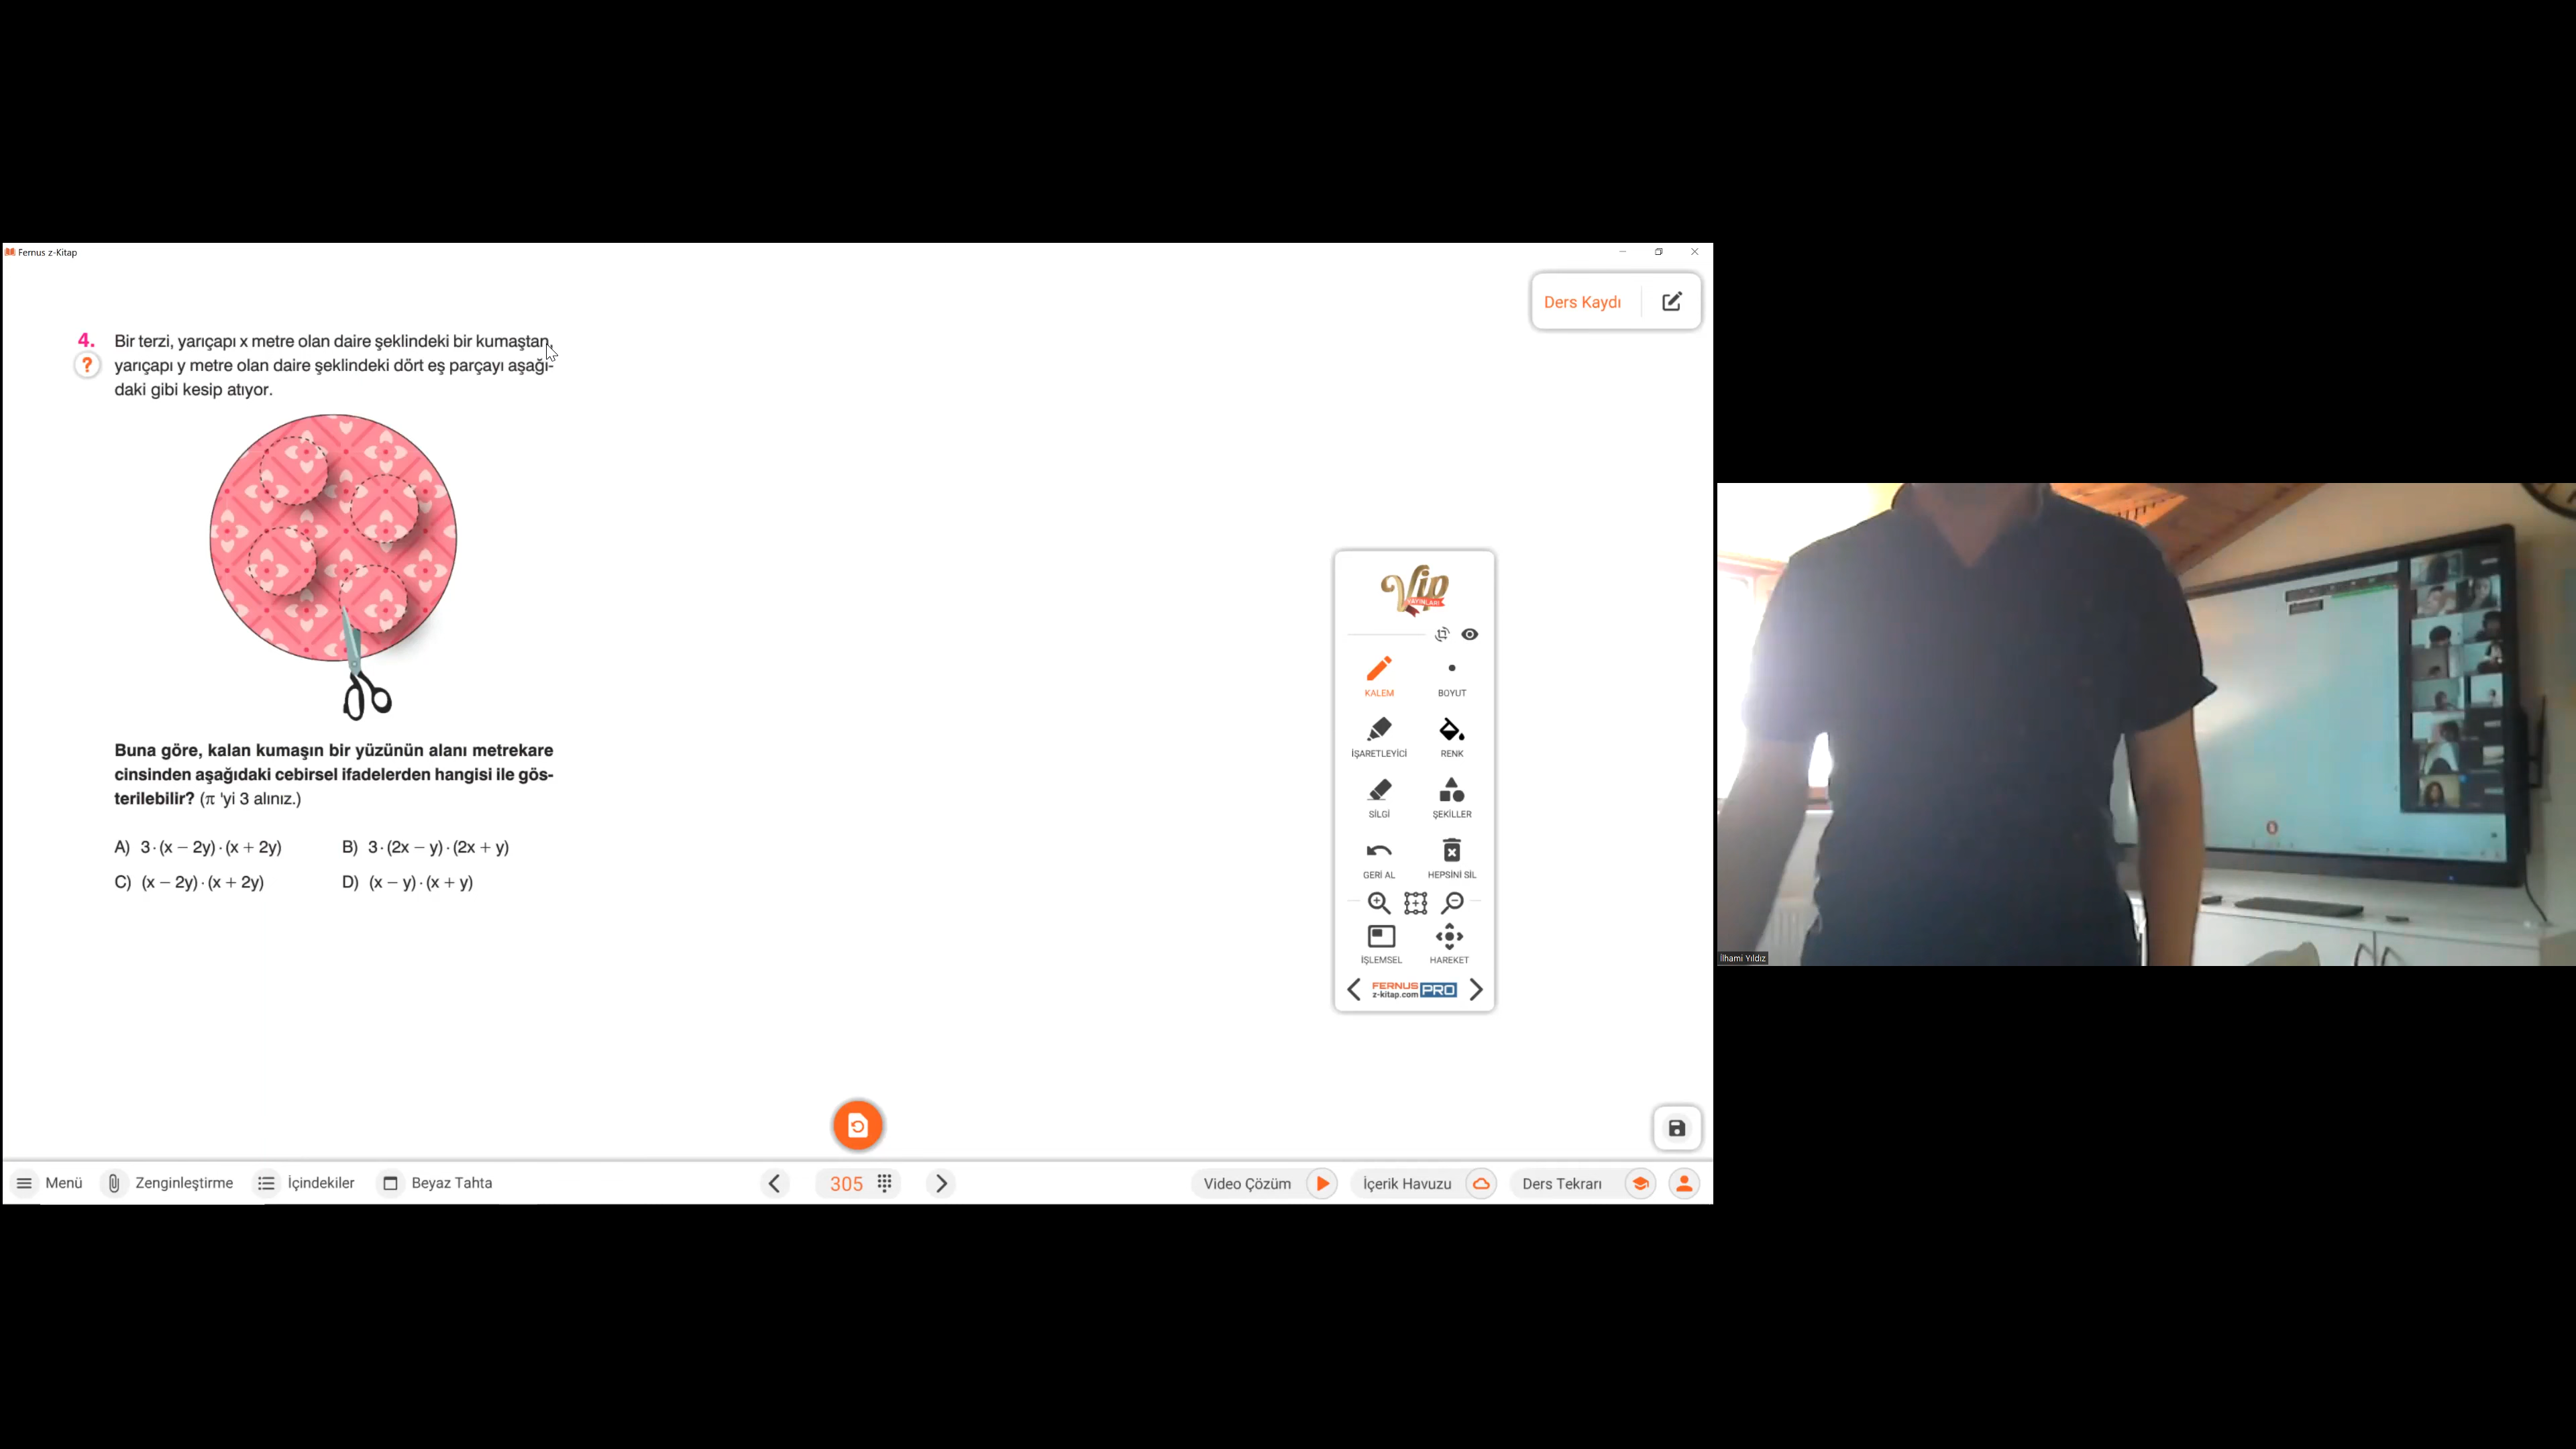 Fernus z-Kitap
Ders Kaydı
4. Bir terzi, yarıçapı x metre olan daire şeklindeki bir kumaştan,
? yarıçapı y metre olan daire şeklindeki dört eş parçayı aşağı-
daki gibi kesip atıyor.
Buna göre, kalan kumaşın bir yüzünün alanı metrekare
cinsinden aşağıdaki cebirsel ifadelerden hangisi ile gös-
terilebilir? (π 'yi 3 alınız.)
A) 3·(x − 2y)·(x + 2y) B) 3·(2x − y)·(2x + y)
C) (x − 2y)·(x + 2y) D) (x − y)·(x + y)
Vip
YAYINLARI
KALEM BOYUT
İŞARETLEYİCİ RENK
SİLGİ ŞEKİLLER
GERİ AL HEPSİNİ SİL
İŞLEMSEL HAREKET
FERNUS
z-kitap.com PRO
Menü Zenginleştirme İçindekiler Beyaz Tahta 305 Video Çözüm İçerik Havuzu Ders Tekrarı
İlhami Yıldız